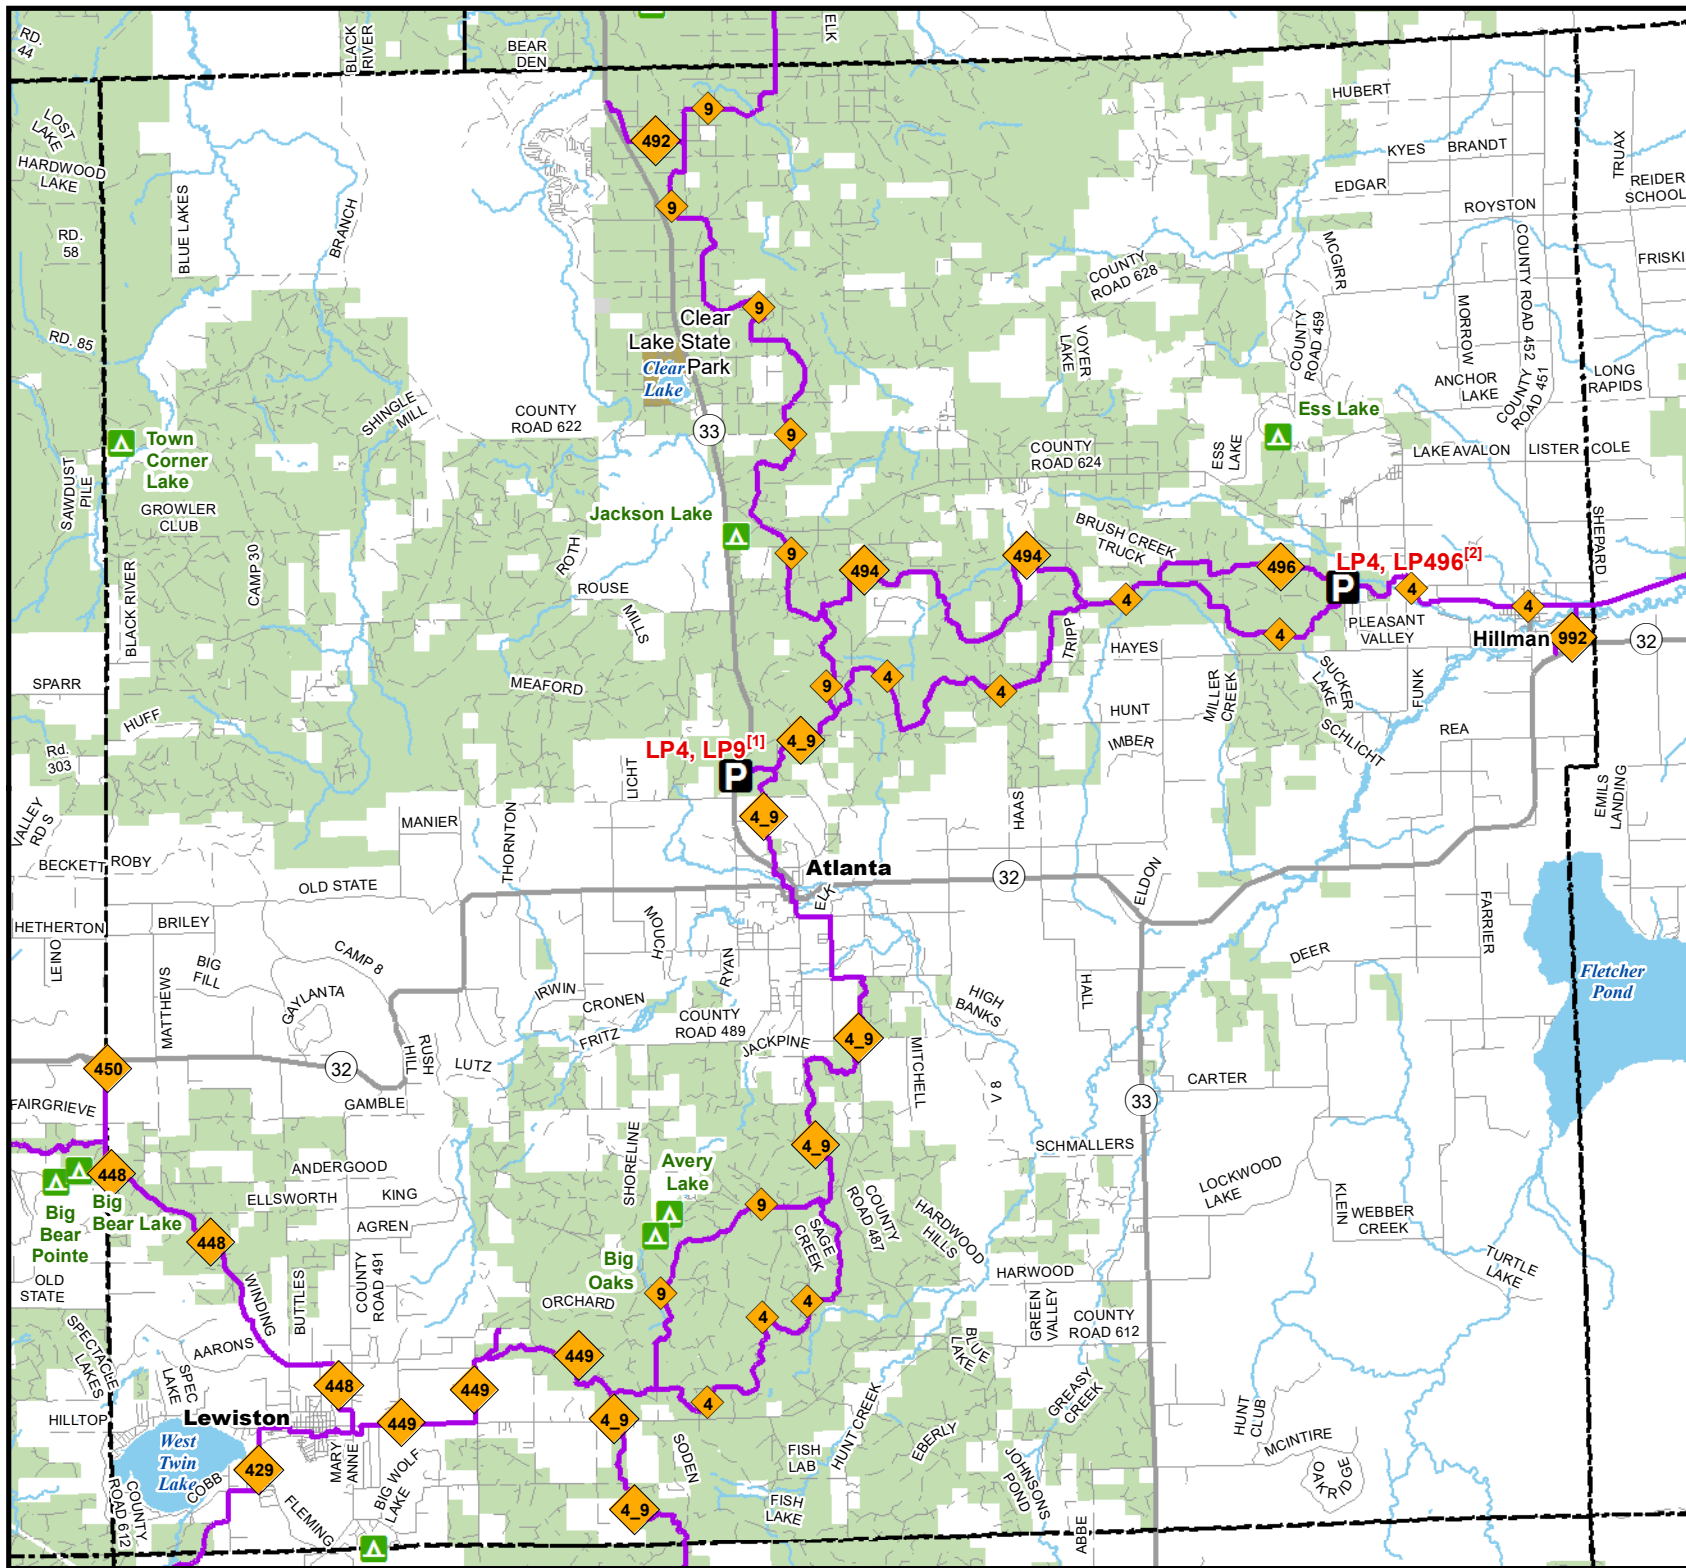 RD.
44
BLACK
RIVER
BEAR
DEN
ELK
LOST
LAKE
HARDWOOD
LAKE
RD.
58
BLUE LAKES
BRANCH
RD. 85
9
492
9
9
Clear
Lake State
Park
Clear
Lake
33
9
HUBERT
KYES
BRANDT
EDGAR
ROYSTON
TRUAX
REIDER
SCHOOL
FRISKI
COUNTY
ROAD 628
MCGIRR
COUNTY
ROAD 459
VOYER
LAKE
MORROW
COUNTY ROAD 452
COUNTY
ROAD 451
ANCHOR
LAKE
LONG
RAPIDS
Ess Lake
ESS
LAKE
LAKE AVALON
LISTER
COLE
COUNTY
ROAD 624
SHINGLE
MILL
COUNTY
ROAD 622
Town
Corner
Lake
SAWDUST
PILE
GROWLER
CLUB
CAMP 30
BLACK RIVER
ROTH
ROUSE
MILLS
MEAFORD
Jackson Lake
9
494
494
BRUSH CREEK
TRUCK
496
LP4, LP496[2]
P
4
4
4
4
SHEPARD
PLEASANT
VALLEY
Hillman
992
32
TRIPP
HAYES
SUCKER
LAKE
MILLER
CREEK
FUNK
HUNT
IMBER
SCHLICHT
REA
9
4
4
4_9
LP4, LP9[1]
P
4_9
SPARR
HUFF
Rd.
303
VALLEY
RD S
BECKETT
ROBY
MANIER
THORNTON
LICHT
HAAS
EMILS
LANDING
OLD STATE
Atlanta
ELK
32
ELDON
HETHERTON
BRILEY
LEINO
MATTHEWS
BIG
FILL
CAMP 8
GAYLANTA
MOUCH
RYAN
IRWIN
CRONEN
FRITZ
COUNTY
ROAD 489
JACKPINE
HIGH
BANKS
HALL
DEER
FARRIER
Fletcher
Pond
450
32
RUSH
HILL
LUTZ
GAMBLE
FAIRGRIEVE
4_9
MITCHELL
V 8
33
CARTER
SCHMALLERS
LOCKWOOD
LAKE
KLEIN
WEBBER
CREEK
TURTLE
LAKE
448
Big
Bear Lake
Big
Bear
Pointe
ANDERGOOD
ELLSWORTH
KING
AGREN
448
OLD
STATE
WINDING
BUTTLES
COUNTY
ROAD 491
SHORELINE
Avery
Lake
Big
Oaks
4_9
9
SAGE
CREEK
COUNTY
ROAD 487
HARDWOOD
HILLS
HARWOOD
GREEN
VALLEY
COUNTY
ROAD 612
9
4
4
ORCHARD
449
BLUE
LAKE
GREASY
CREEK
SPECTACLE
LAKES
AARONS
SPEC
LAKE
448
449
449
HILLTOP
Lewiston
West
Twin
Lake
COBB
429
MARY
ANNE
BIG WOLF
LAKE
FLEMING
COUNTY
ROAD 612
4_9
4
SODEN
4_9
FISH
LAB
FISH
LAKE
HUNT CREEK
EBERLY
JOHNSONS
POND
ABBE
HUNT
CLUB
MCINTIRE
OAK
RIDGE